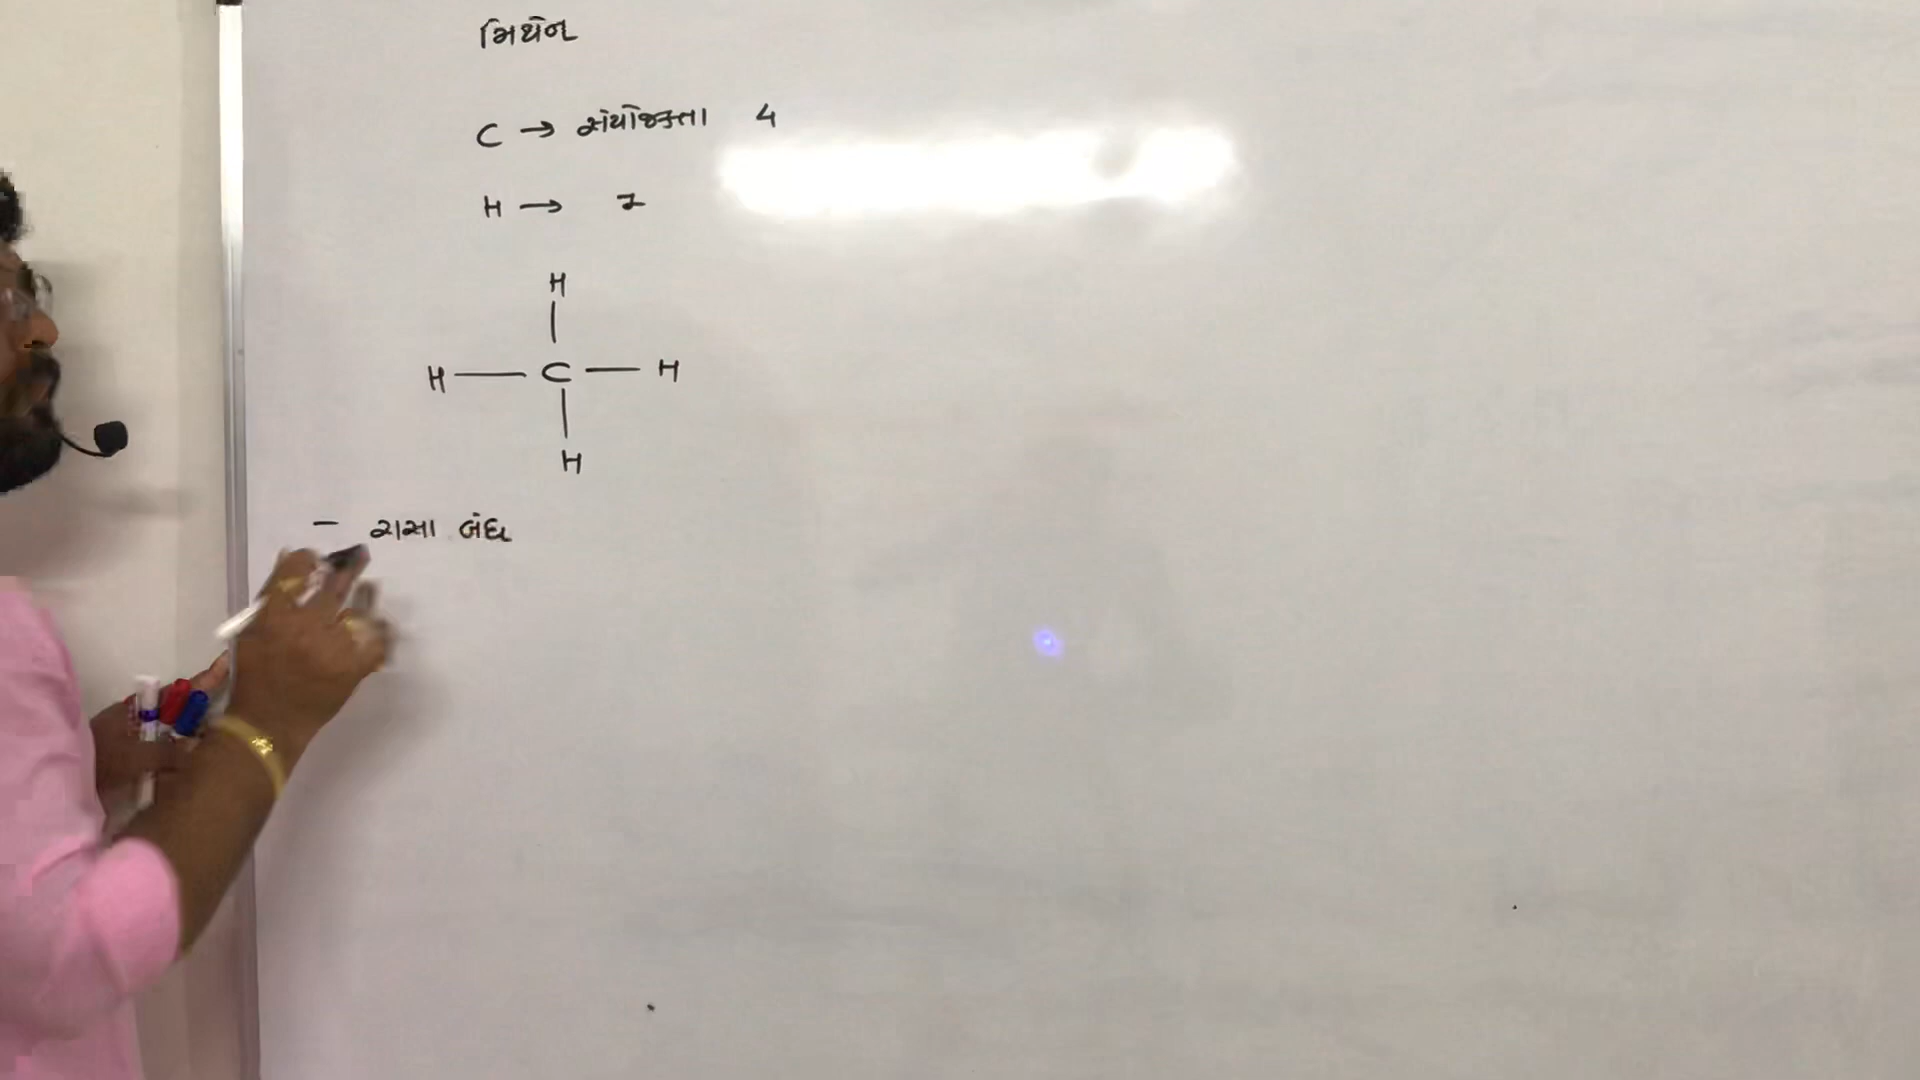 મિથેન
C → સંયોજકતા 4
H → 1
H
|
H — C — H
|
H
— રાસા બંધ